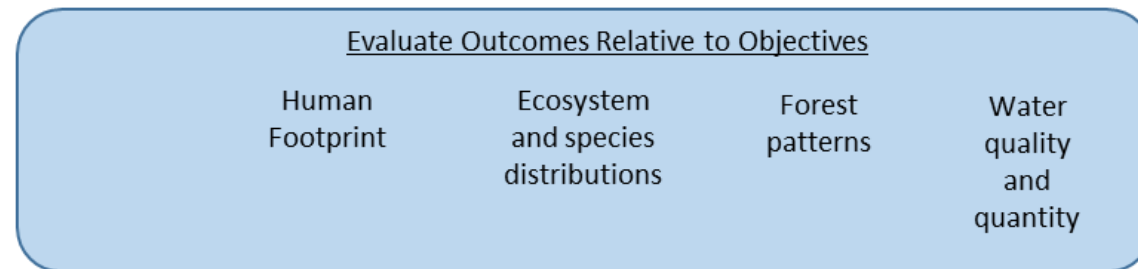 Evaluate Outcomes Relative to Objectives
Human
Footprint
Ecosystem
and species
distributions
Forest
patterns
Water
quality
and
quantity